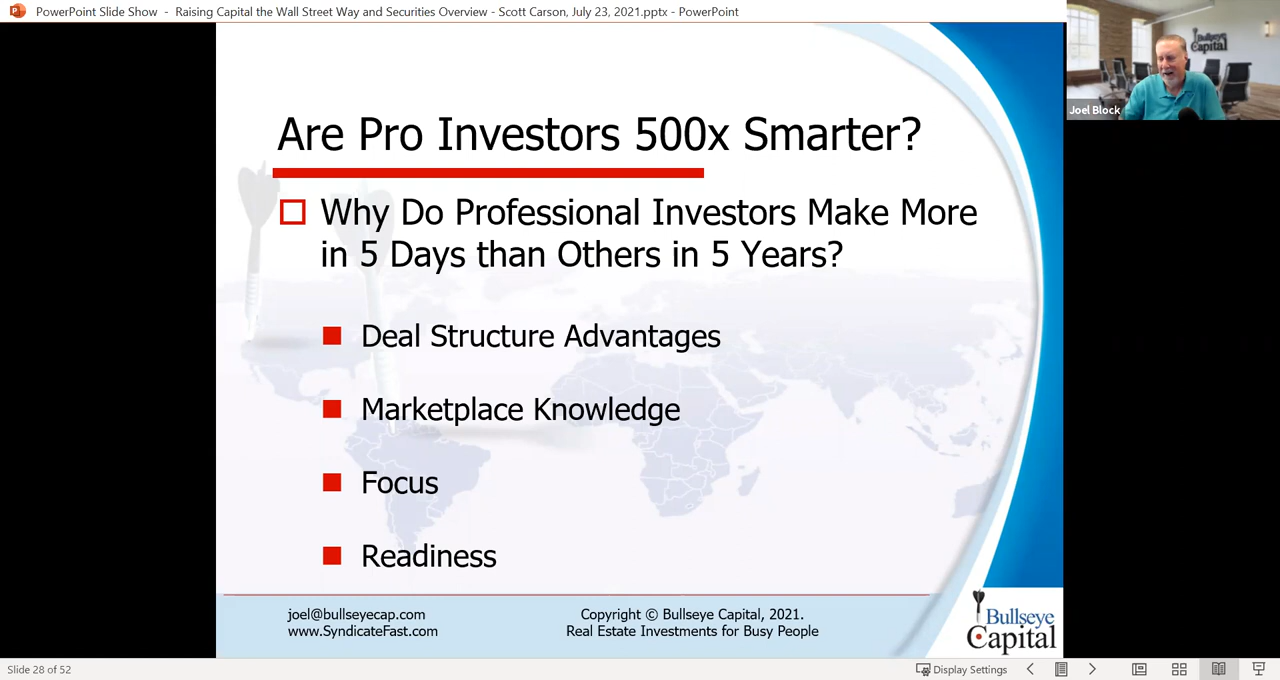 PowerPoint Slide Show - Raising Capital the Wall Street Way and Securities Overview - Scott Carson, July 23, 2021.pptx - PowerPoint
Bullseye
Capital
Joel Block
Are Pro Investors 500x Smarter?
Why Do Professional Investors Make More
in 5 Days than Others in 5 Years?
Deal Structure Advantages
Marketplace Knowledge
Focus
Readiness
joel@bullseyecap.com
www.SyndicateFast.com
Copyright © Bullseye Capital, 2021.
Real Estate Investments for Busy People
Bullseye
Capital
Slide 28 of 52
Display Settings